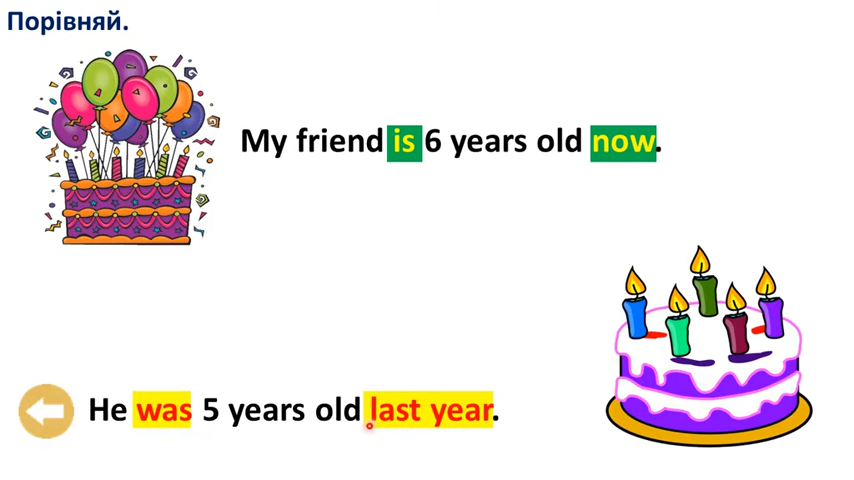 Порівняй.
My friend is 6 years old now.
He was 5 years old last year.